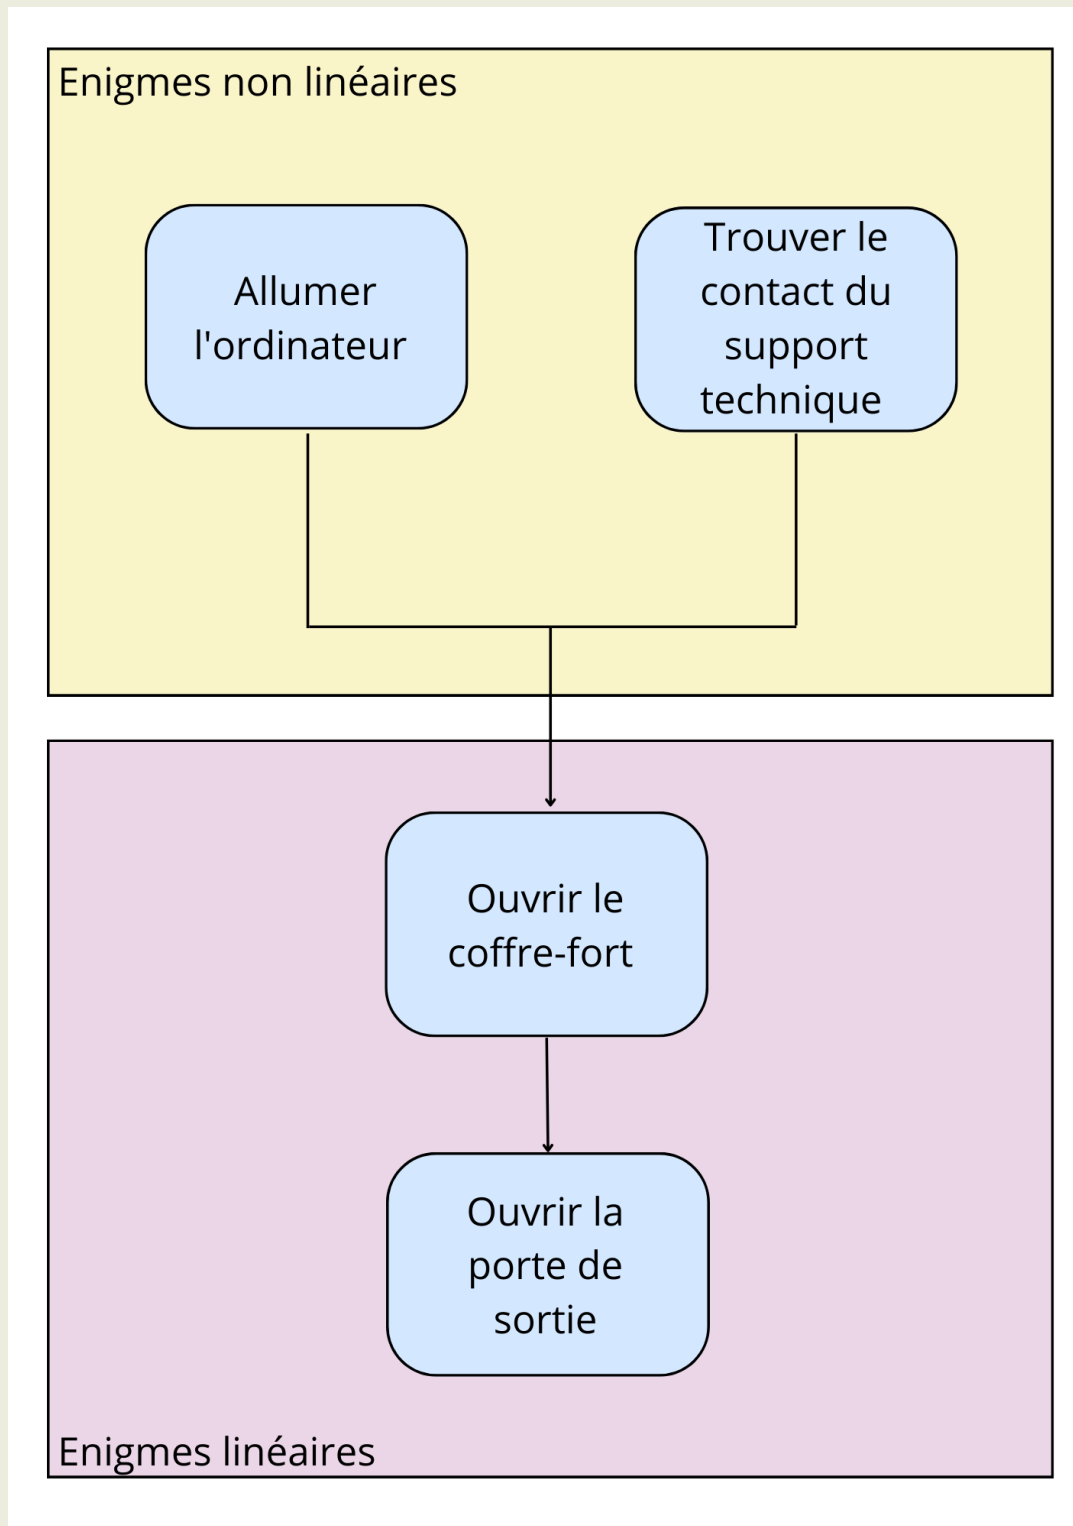 Enigmes non linéaires
Allumer
l'ordinateur
Trouver le
contact du
support
technique
Ouvrir le
coffre-fort
Ouvrir la
porte de
sortie
Enigmes linéaires